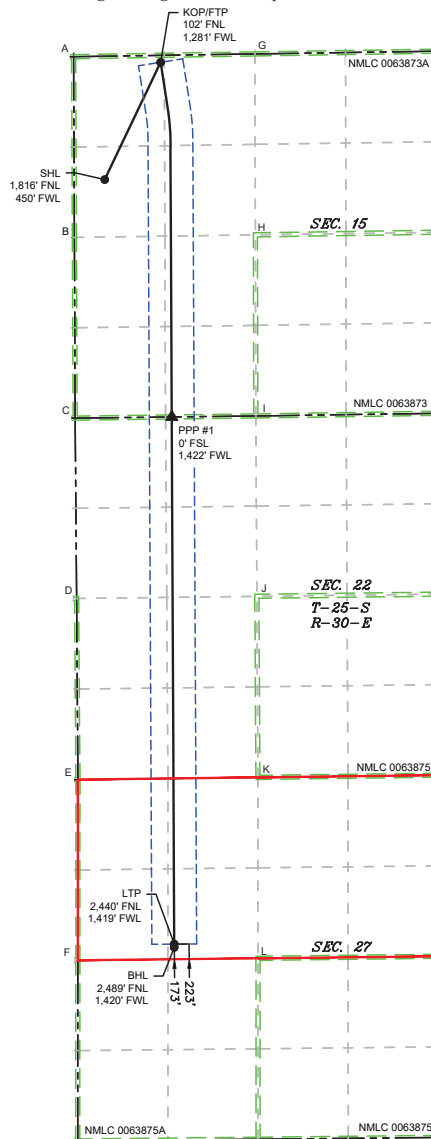 KOP/FTP
102' FNL
1,281' FWL
A
G
NMLC 0063873A
SHL
1,816' FNL
450' FWL
B
H
SEC. 15
C
I
NMLC 0063873
PPP #1
0' FSL
1,422' FWL
D
J
SEC. 22
T-25-S
R-30-E
E
K
NMLC 0063875
LTP
2,440' FNL
1,419' FWL
F
L
SEC. 27
BHL
2,489' FNL
1,420' FWL
173'
223'
NMLC 0063875A
NMLC 0063875